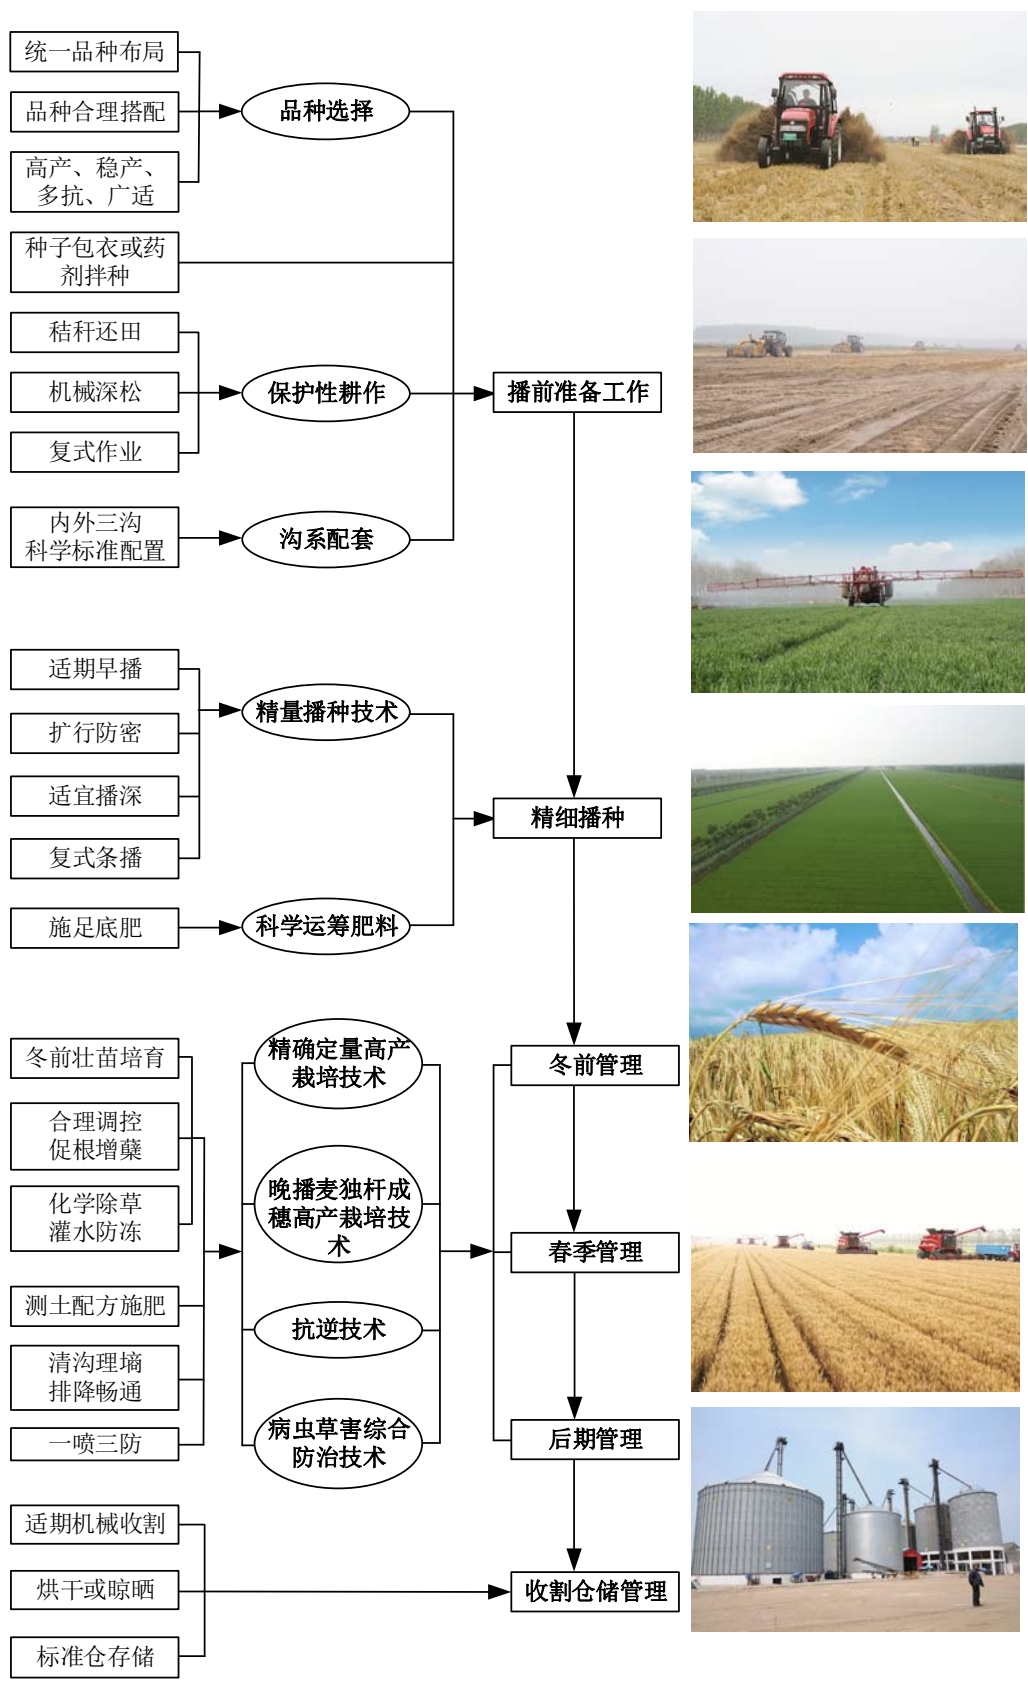 统一品种布局
品种合理搭配
高产、稳产、
多抗、广适
品种选择
种子包衣或药
剂拌种
秸秆还田
机械深松
复式作业
保护性耕作
播前准备工作
内外三沟
科学标准配置
沟系配套
适期早播
扩行防密
适宜播深
复式条播
精量播种技术
精细播种
施足底肥
科学运筹肥料
冬前壮苗培育
合理调控
促根增蘖
化学除草
灌水防冻
测土配方施肥
清沟理墒
排降畅通
一喷三防
精确定量高产
栽培技术
晚播麦独杆成
穗高产栽培技
术
抗逆技术
病虫草害综合
防治技术
冬前管理
春季管理
后期管理
适期机械收割
烘干或晾晒
标准仓存储
收割仓储管理